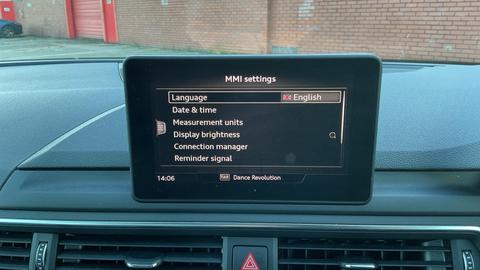 MMI settings
Language English
Date & time
Measurement units
Display brightness
Connection manager
Reminder signal
14:06 Dance Revolution